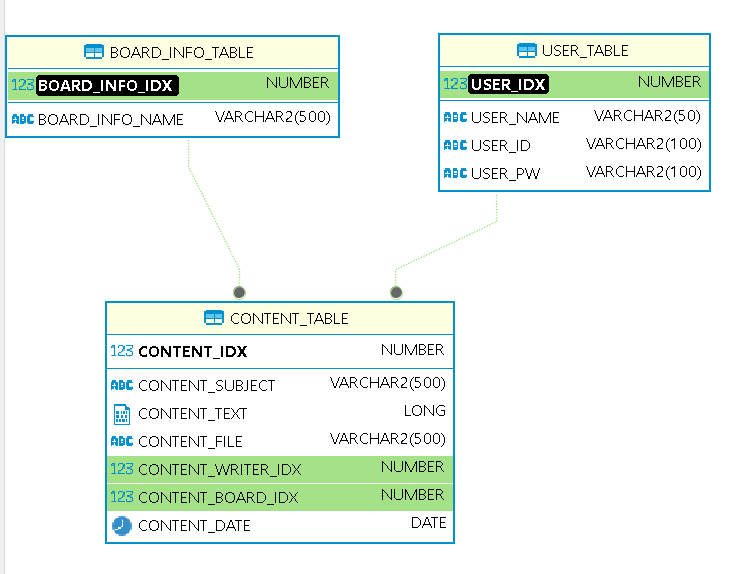 BOARD_INFO_TABLE
123 BOARD_INFO_IDX NUMBER
ABC BOARD_INFO_NAME VARCHAR2(500)
USER_TABLE
123 USER_IDX NUMBER
ABC USER_NAME VARCHAR2(50)
ABC USER_ID VARCHAR2(100)
ABC USER_PW VARCHAR2(100)
CONTENT_TABLE
123 CONTENT_IDX NUMBER
ABC CONTENT_SUBJECT VARCHAR2(500)
CONTENT_TEXT LONG
ABC CONTENT_FILE VARCHAR2(500)
123 CONTENT_WRITER_IDX NUMBER
123 CONTENT_BOARD_IDX NUMBER
CONTENT_DATE DATE